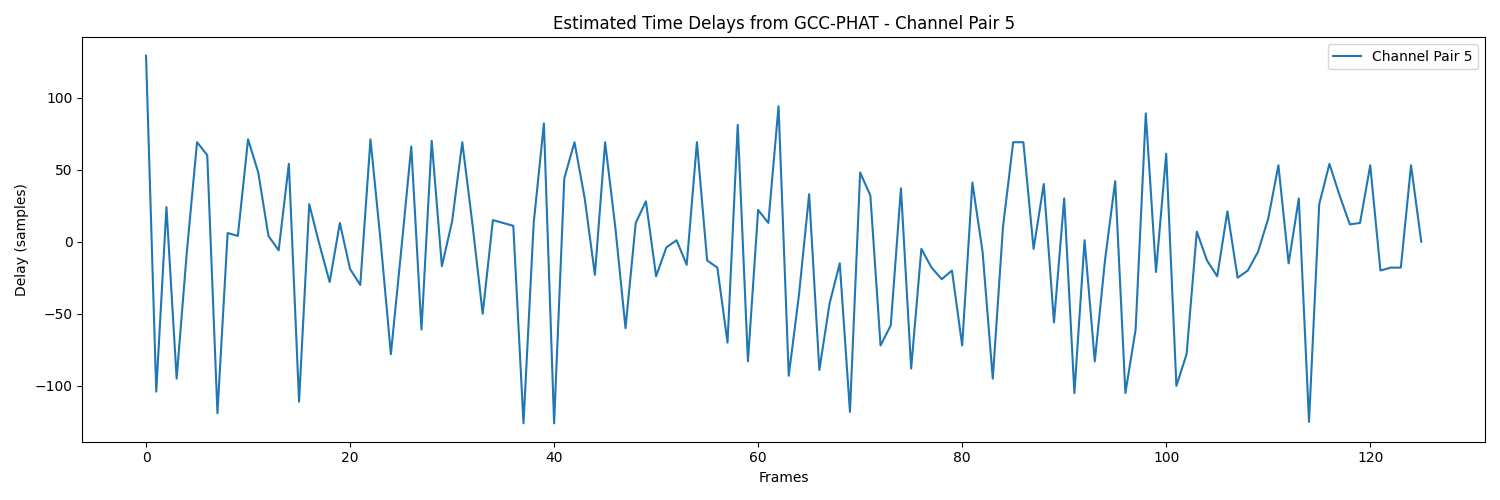 Estimated Time Delays from GCC-PHAT - Channel Pair 5
Channel Pair 5
Delay (samples)
100
50
0
−50
−100
0 20 40 60 80 100 120
Frames